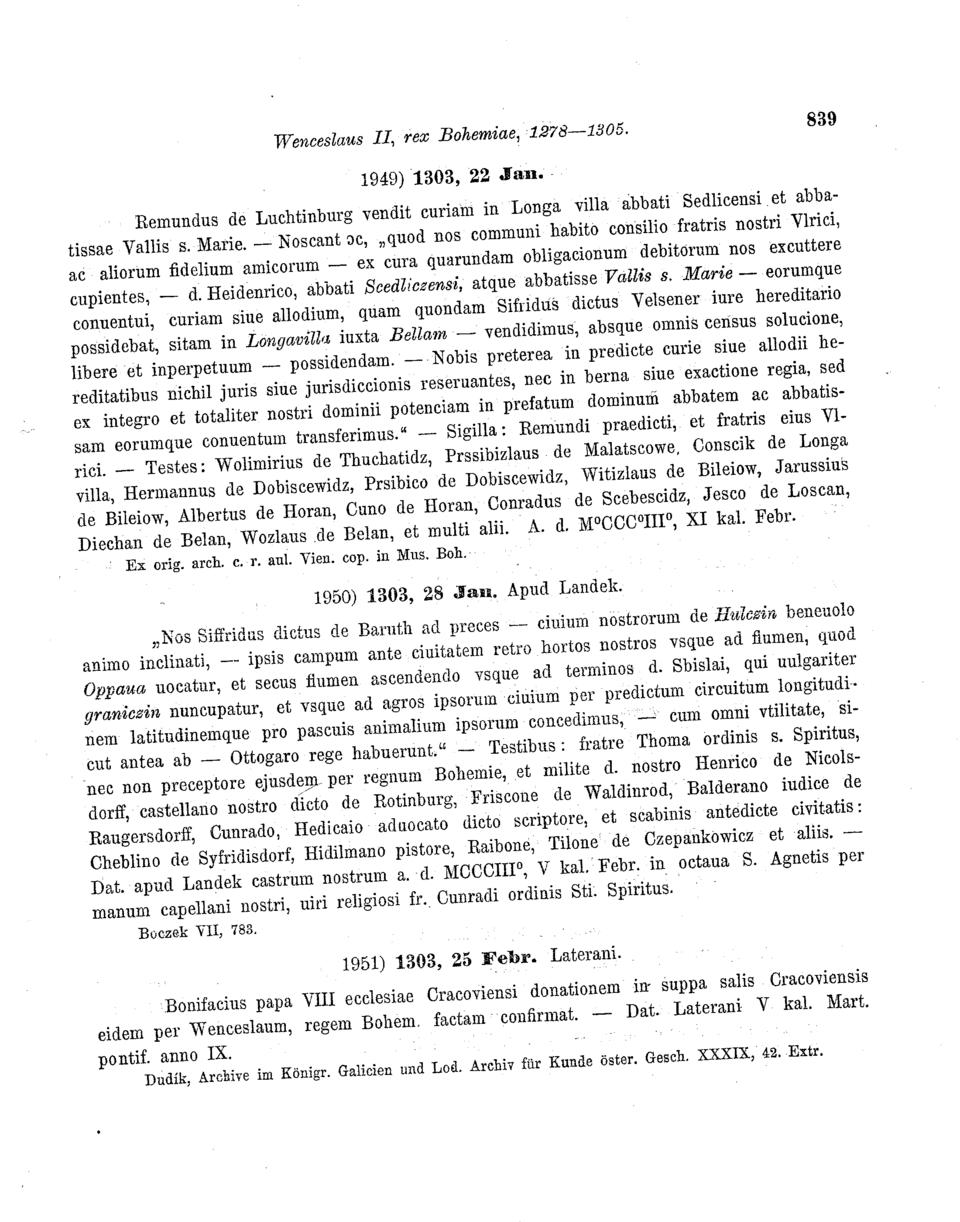 Wenceslaus II, rex Bohemiae, 1278—1305. 839
1949) 1303, 22 Jan.
Remundus de Luchtinburg vendit curiam in Longa villa abbati Sedlicensi et abba-
tissae Vallis s. Marie. — Noscant ɔc, „quod nos communi habito consilio fratris nostri Vlrici,
ac aliorum fidelium amicorum — ex cura quarundam obligacionum debitorum nos excuttere
cupientes, — d. Heidenrico, abbati Scedliczensi, atque abbatisse Vallis s. Marie — eorumque
conuentui, curiam siue allodium, quam quondam Sifridus dictus Velsener iure hereditario
possidebat, sitam in Longavilla iuxta Bellam — vendidimus, absque omnis census solucione,
libere et inperpetuum — possidendam. — Nobis preterea in predicte curie siue allodii he-
reditatibus nichil juris siue jurisdiccionis reseruantes, nec in berna siue exactione regia, sed
ex integro et totaliter nostri dominii potenciam in prefatum dominum abbatem ac abbatis-
sam eorumque conuentum transferimus.“ — Sigilla: Remundi praedicti, et fratris eius Vl-
rici. — Testes: Wolimirius de Thuchatidz, Prssibizlaus de Malatscowe, Conscik de Longa
villa, Hermannus de Dobiscewidz, Prsibico de Dobiscewidz, Witizlaus de Bileiow, Jarussius
de Bileiow, Albertus de Horan, Cuno de Horan, Conradus de Scebescidz, Jesco de Loscan,
Diechan de Belan, Wozlaus de Belan, et multi alii. A. d. M⁰CCC⁰III⁰, XI kal. Febr.
Ex orig. arch. c. r. aul. Vien. cop. in Mus. Boh.
1950) 1303, 28 Jan. Apud Landek.
„Nos Siffridus dictus de Baruth ad preces — ciuium nostrorum de Hulczin beneuolo
animo inclinati, — ipsis campum ante ciuitatem retro hortos nostros vsque ad flumen, quod
Oppaua uocatur, et secus flumen ascendendo vsque ad terminos d. Sbislai, qui uulgariter
graniczin nuncupatur, et vsque ad agros ipsorum ciuium per predictum circuitum longitudi-
nem latitudinemque pro pascuis animalium ipsorum concedimus, — cum omni vtilitate, si-
cut antea ab — Ottogaro rege habuerunt.“ — Testibus: fratre Thoma ordinis s. Spiritus,
nec non preceptore ejusdem per regnum Bohemie, et milite d. nostro Henrico de Nicols-
dorff, castellano nostro dicto de Rotinburg, Friscone de Waldinrod, Balderano iudice de
Raugersdorff, Cunrado, Hedicaio aduocato dicto scriptore, et scabinis antedicte civitatis:
Cheblino de Syfridisdorf, Hidilmano pistore, Raibone, Tilone de Czepankowicz et aliis. —
Dat. apud Landek castrum nostrum a. d. MCCCIII⁰, V kal. Febr. in octaua S. Agnetis per
manum capellani nostri, uiri religiosi fr. Cunradi ordinis Sti. Spiritus.
Boczek VII, 783.
1951) 1303, 25 Febr. Laterani.
Bonifacius papa VIII ecclesiae Cracoviensi donationem in suppa salis Cracoviensis
eidem per Wenceslaum, regem Bohem. factam confirmat. — Dat. Laterani V kal. Mart.
pontif. anno IX.
Dudík, Archive im Königr. Galicien und Lod. Archiv für Kunde öster. Gesch. XXXIX, 42. Extr.